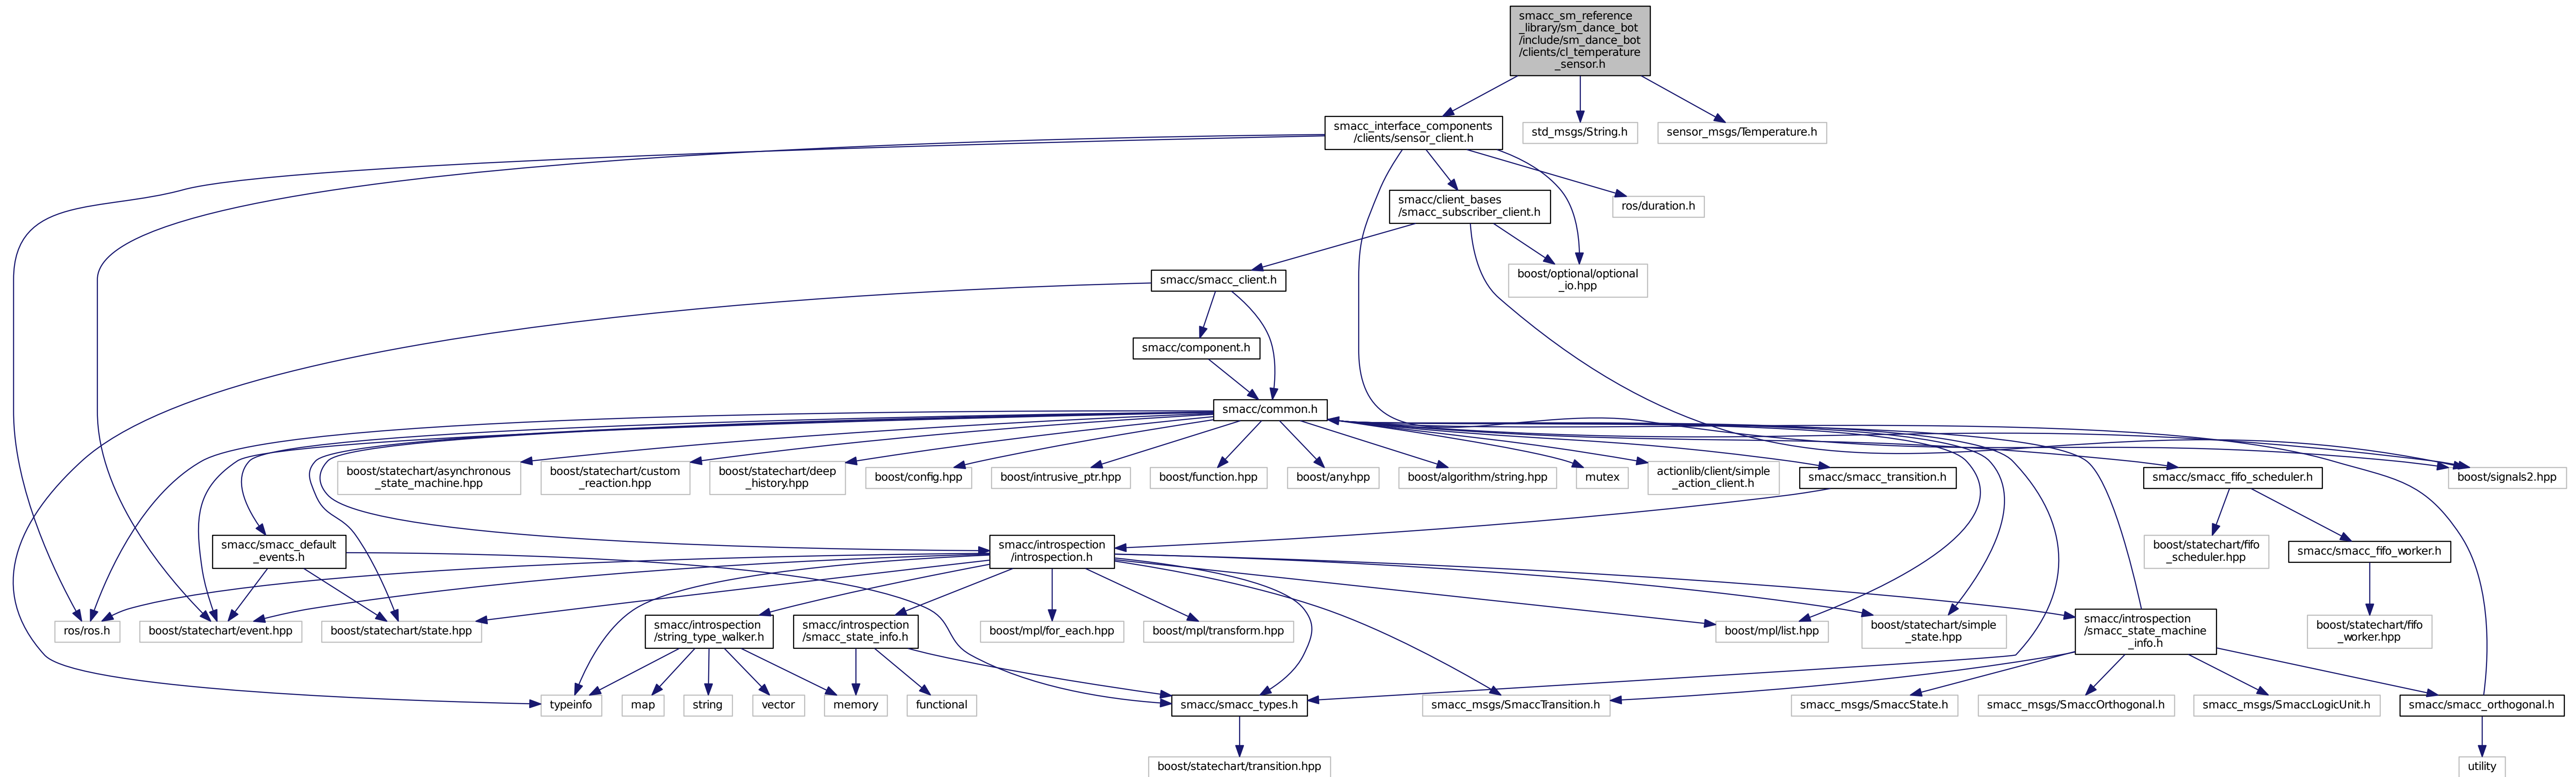 smacc_sm_reference
_library/sm_dance_bot
/include/sm_dance_bot
/clients/cl_temperature
_sensor.h
smacc_interface_components
/clients/sensor_client.h
std_msgs/String.h
sensor_msgs/Temperature.h
smacc/client_bases
/smacc_subscriber_client.h
ros/duration.h
smacc/smacc_client.h
boost/optional/optional
_io.hpp
smacc/component.h
smacc/common.h
boost/statechart/asynchronous
_state_machine.hpp
boost/statechart/custom
_reaction.hpp
boost/statechart/deep
_history.hpp
boost/config.hpp
boost/intrusive_ptr.hpp
boost/function.hpp
boost/any.hpp
boost/algorithm/string.hpp
mutex
actionlib/client/simple
_action_client.h
smacc/smacc_transition.h
smacc/smacc_fifo_scheduler.h
boost/signals2.hpp
smacc/smacc_default
_events.h
smacc/introspection
/introspection.h
boost/statechart/fifo
_scheduler.hpp
smacc/smacc_fifo_worker.h
ros/ros.h
boost/statechart/event.hpp
boost/statechart/state.hpp
smacc/introspection
/string_type_walker.h
smacc/introspection
/smacc_state_info.h
boost/mpl/for_each.hpp
boost/mpl/transform.hpp
boost/mpl/list.hpp
boost/statechart/simple
_state.hpp
smacc/introspection
/smacc_state_machine
_info.h
boost/statechart/fifo
_worker.hpp
typeinfo
map
string
vector
memory
functional
smacc/smacc_types.h
smacc_msgs/SmaccTransition.h
smacc_msgs/SmaccState.h
smacc_msgs/SmaccOrthogonal.h
smacc_msgs/SmaccLogicUnit.h
smacc/smacc_orthogonal.h
boost/statechart/transition.hpp
utility